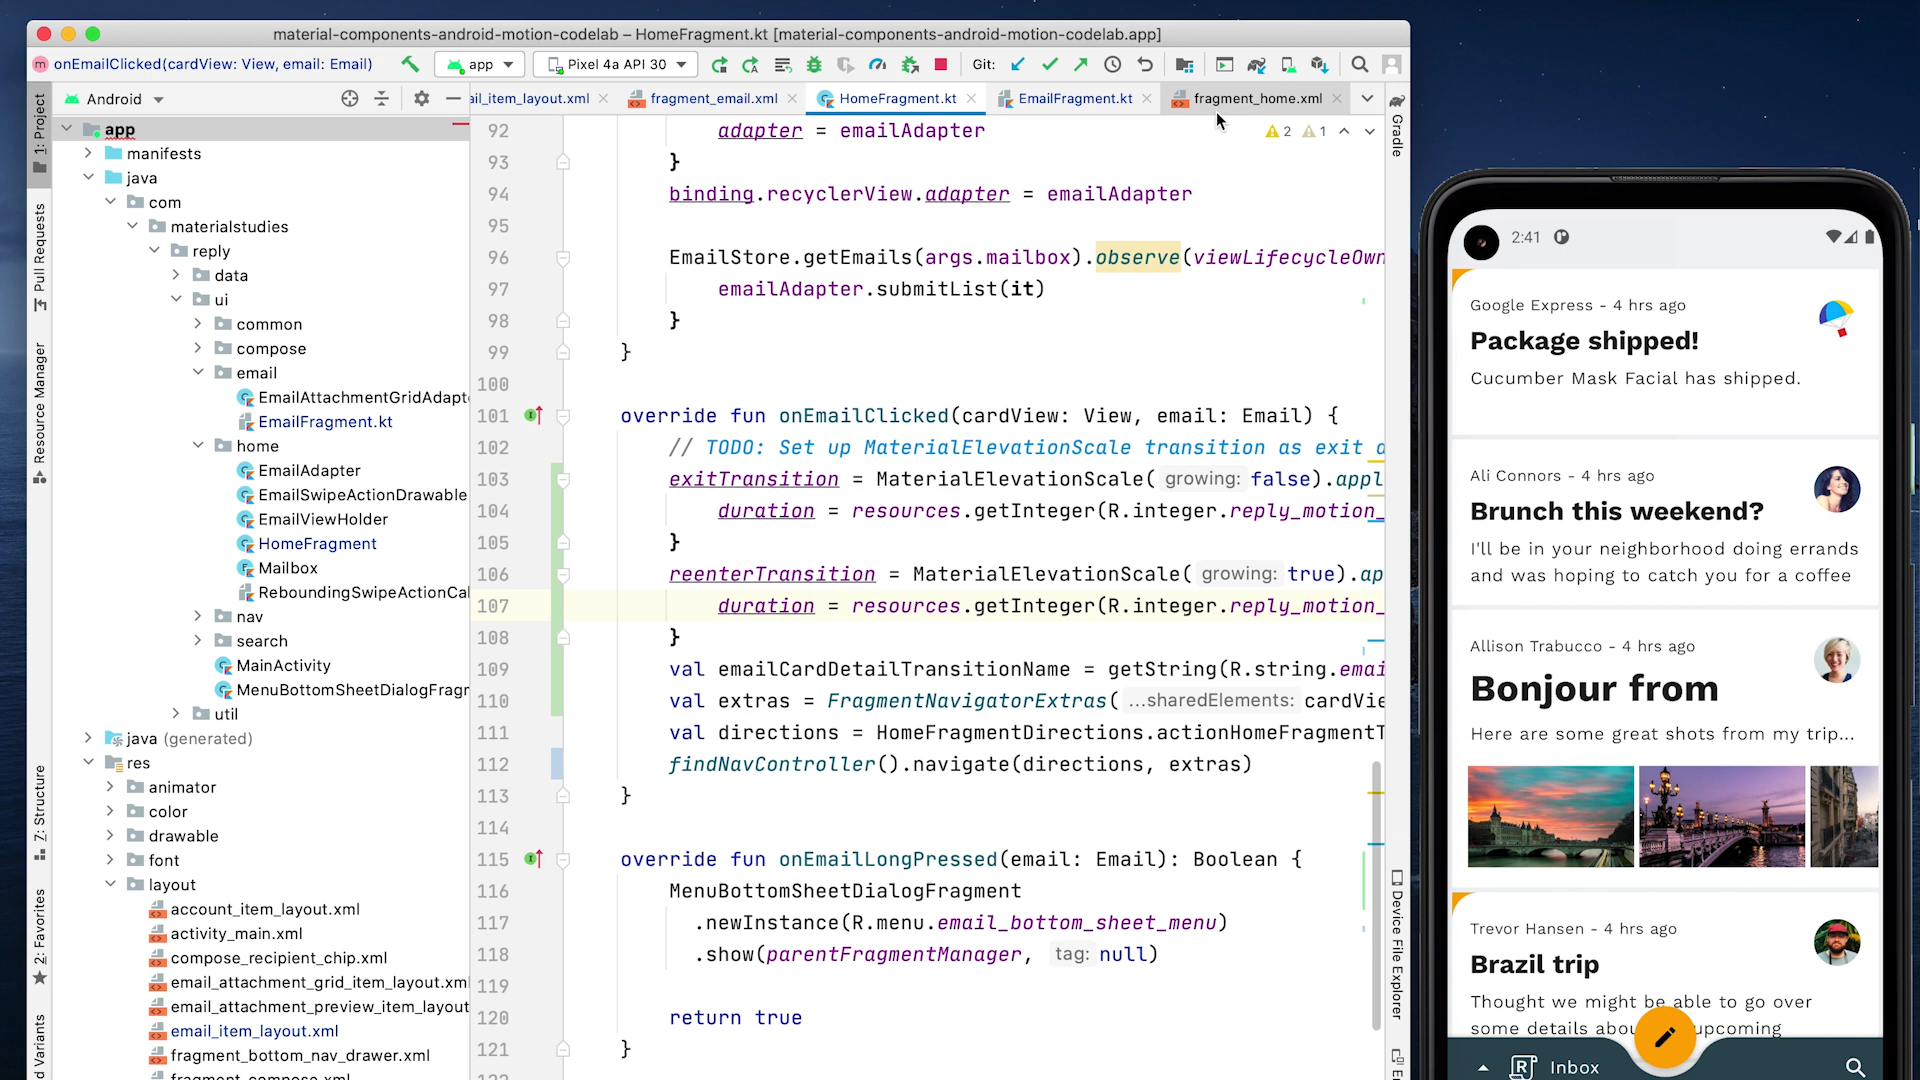 material-components-android-motion-codelab – HomeFragment.kt [material-components-android-motion-codelab.app]
m onEmailClicked(cardView: View, email: Email)
app
Pixel 4a API 30
Git:
Android
ail_item_layout.xml
fragment_email.xml
HomeFragment.kt
EmailFragment.kt
fragment_home.xml
1: Project
Pull Requests
Resource Manager
Z: Structure
2: Favorites
d Variants
app
manifests
java
com
materialstudies
reply
data
ui
common
compose
email
EmailAttachmentGridAdapt
EmailFragment.kt
home
EmailAdapter
EmailSwipeActionDrawable
EmailViewHolder
HomeFragment
Mailbox
ReboundingSwipeActionCal
nav
search
MainActivity
MenuBottomSheetDialogFragr
util
java (generated)
res
animator
color
drawable
font
layout
account_item_layout.xml
activity_main.xml
compose_recipient_chip.xml
email_attachment_grid_item_layout.xml
email_attachment_preview_item_layout
email_item_layout.xml
fragment_bottom_nav_drawer.xml
fragment_compose.xml
2 1
92 adapter = emailAdapter
93 }
94 binding.recyclerView.adapter = emailAdapter
95
96 EmailStore.getEmails(args.mailbox).observe(viewLifecycleOwn
97 emailAdapter.submitList(it)
98 }
99 }
100
101 override fun onEmailClicked(cardView: View, email: Email) {
102 // TODO: Set up MaterialElevationScale transition as exit a
103 exitTransition = MaterialElevationScale( growing: false).appl
104 duration = resources.getInteger(R.integer.reply_motion_
105 }
106 reenterTransition = MaterialElevationScale( growing: true).ap
107 duration = resources.getInteger(R.integer.reply_motion_
108 }
109 val emailCardDetailTransitionName = getString(R.string.emai
110 val extras = FragmentNavigatorExtras( ...sharedElements: cardVie
111 val directions = HomeFragmentDirections.actionHomeFragmentT
112 findNavController().navigate(directions, extras)
113 }
114
115 override fun onEmailLongPressed(email: Email): Boolean {
116 MenuBottomSheetDialogFragment
117 .newInstance(R.menu.email_bottom_sheet_menu)
118 .show(parentFragmentManager, tag: null)
119
120 return true
121 }
Gradle
Device File Explorer
2:41
Google Express - 4 hrs ago
Package shipped!
Cucumber Mask Facial has shipped.
Ali Connors - 4 hrs ago
Brunch this weekend?
I'll be in your neighborhood doing errands
and was hoping to catch you for a coffee
Allison Trabucco - 4 hrs ago
Bonjour from
Here are some great shots from my trip...
Trevor Hansen - 4 hrs ago
Brazil trip
Thought we might be able to go over
some details abou upcoming
R Inbox